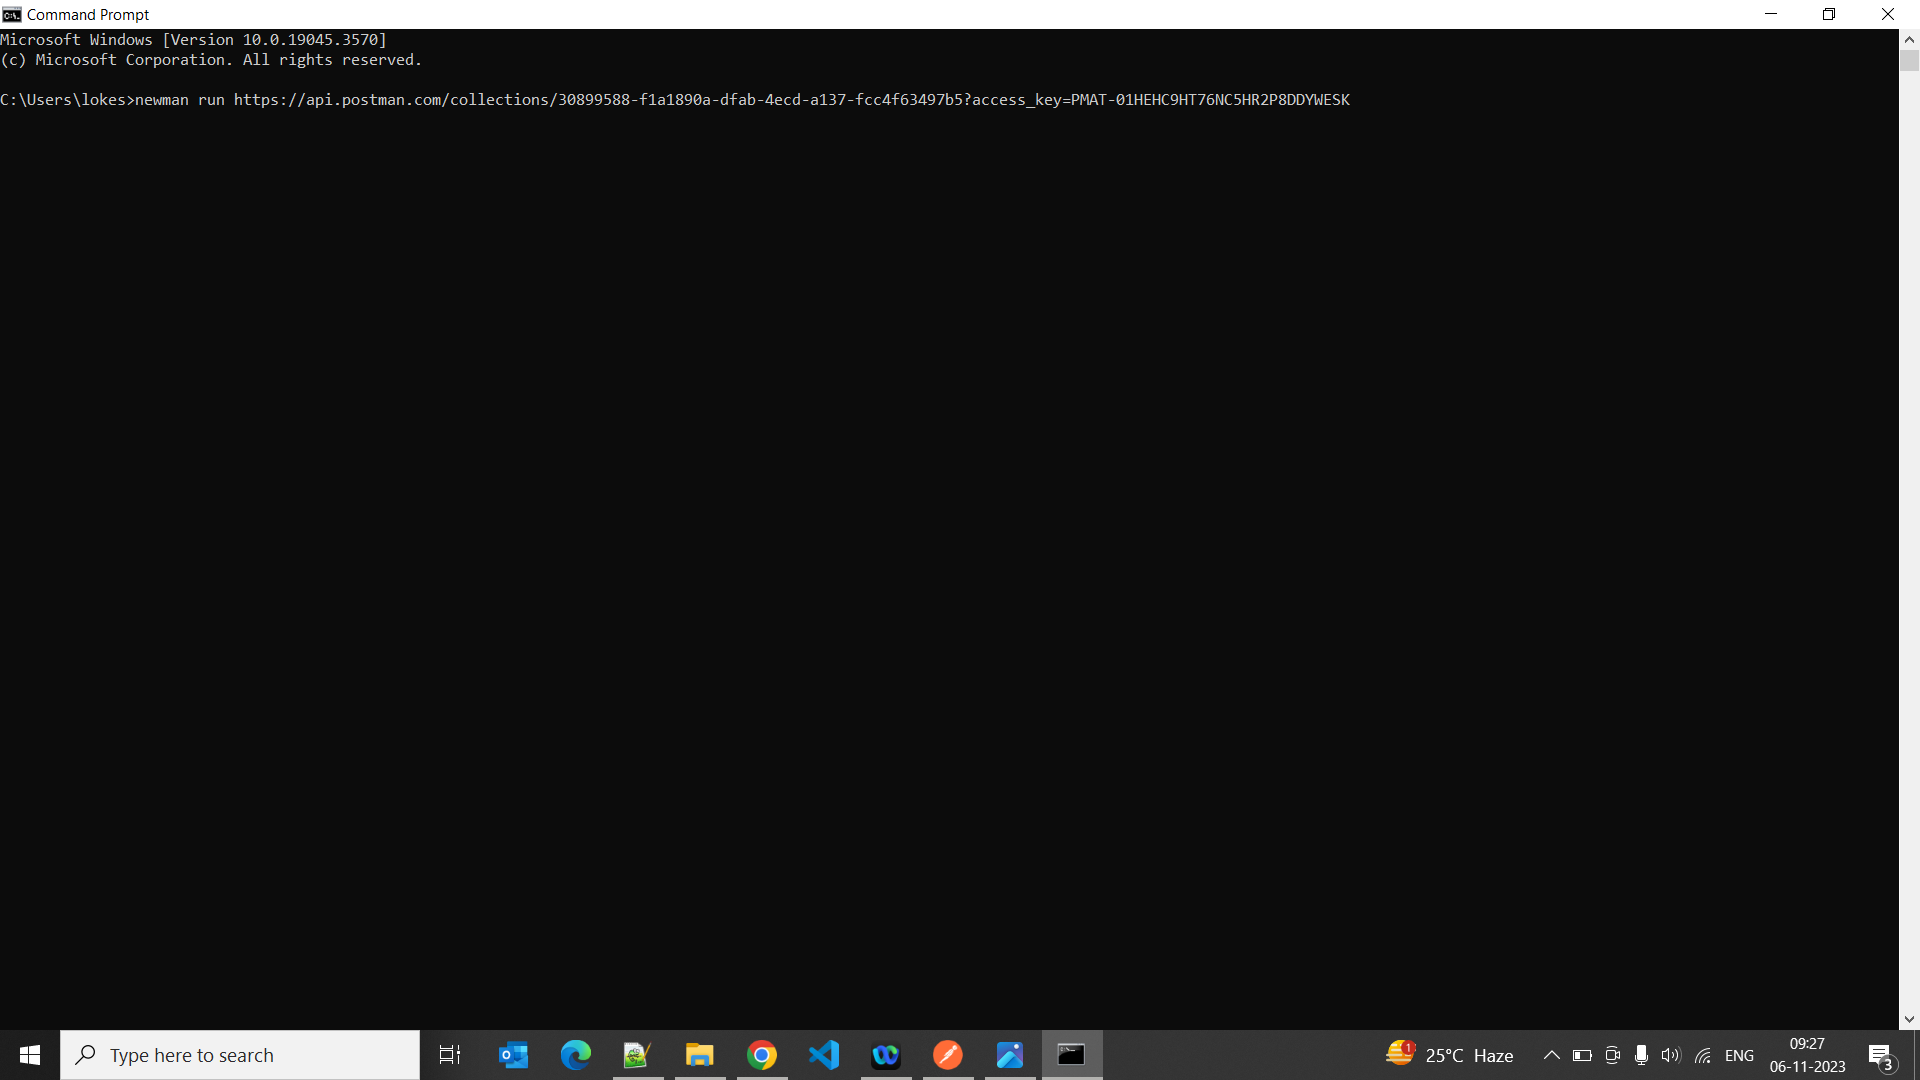 Command Prompt
Microsoft Windows [Version 10.0.19045.3570]
(c) Microsoft Corporation. All rights reserved.
C:\Users\lokes>newman run https://api.postman.com/collections/30899588-f1a1890a-dfab-4ecd-a137-fcc4f63497b5?access_key=PMAT-01HEHC9HT76NC5HR2P8DDYWESK
Type here to search
1
25°C Haze
ENG
09:27
06-11-2023
3